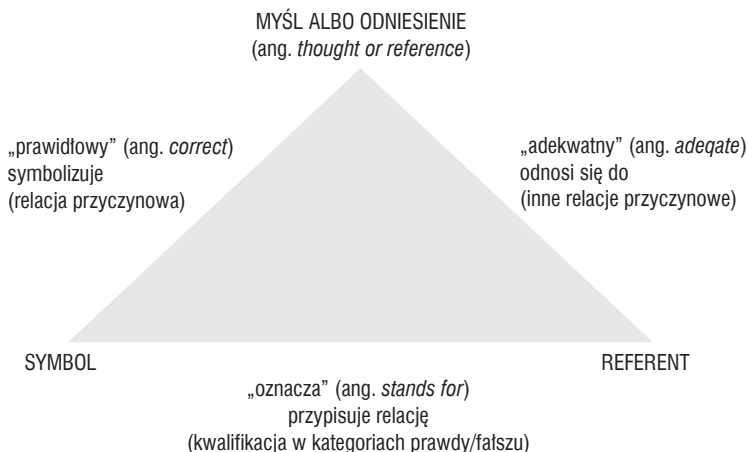 MYŚL ALBO ODNIESIENIE
(ang. thought or reference)
„prawidłowy” (ang. correct)
symbolizuje
(relacja przyczynowa)
„adekwatny” (ang. adeqate)
odnosi się do
(inne relacje przyczynowe)
SYMBOL
REFERENT
„oznacza” (ang. stands for)
przypisuje relację
(kwalifikacja w kategoriach prawdy/fałszu)